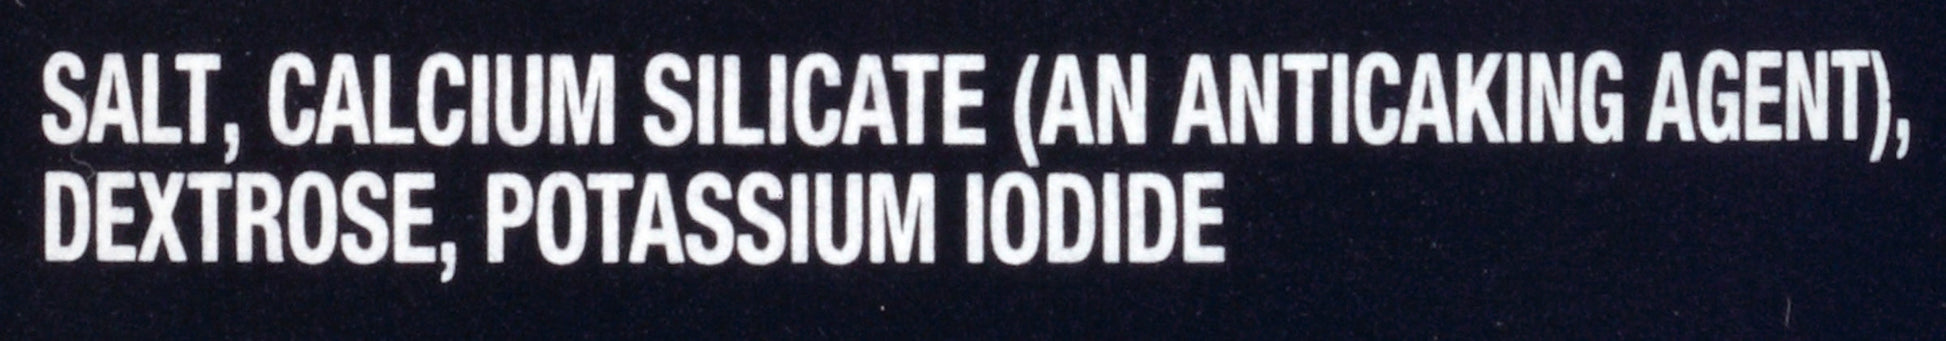 SALT, CALCIUM SILICATE (AN ANTICAKING AGENT),
DEXTROSE, POTASSIUM IODIDE